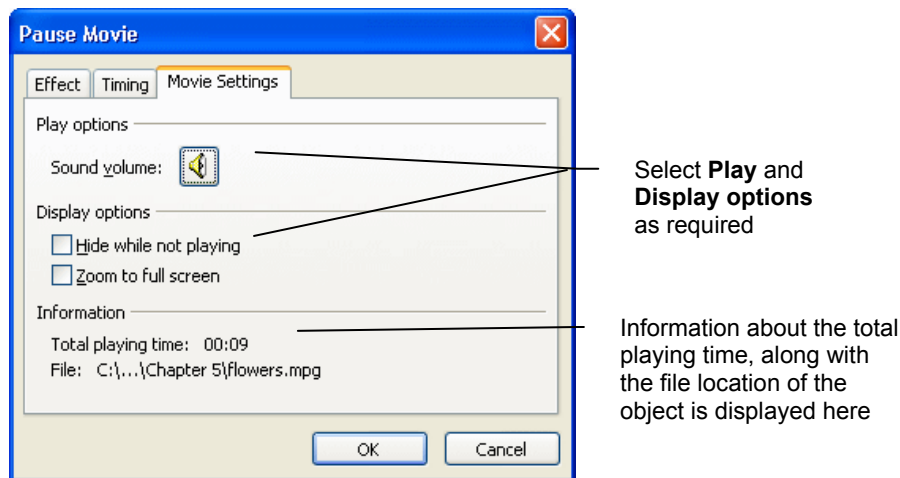 Pause Movie
Effect Timing Movie Settings
Play options
Sound volume:
Display options
Hide while not playing
Zoom to full screen
Information
Total playing time: 00:09
File: C:\...\Chapter 5\flowers.mpg
OK Cancel
Select Play and
Display options
as required
Information about the total
playing time, along with
the file location of the
object is displayed here